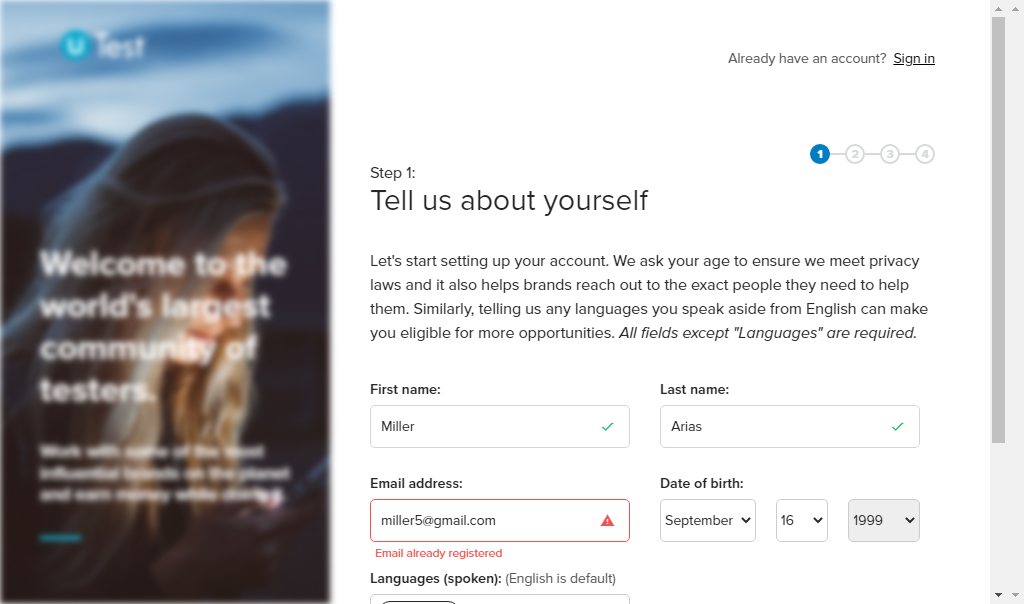 U Test
Already have an account? Sign in
1 2 3 4
Step 1:
Tell us about yourself
Let's start setting up your account. We ask your age to ensure we meet privacy
laws and it also helps brands reach out to the exact people they need to help
them. Similarly, telling us any languages you speak aside from English can make
you eligible for more opportunities. All fields except "Languages" are required.
Welcome to the
world's largest
community of
testers.
Work with some of the most
influential brands on the planet
and earn money while doing it.
First name: Last name:
Miller Arias
Email address: Date of birth:
miller5@gmail.com September 16 1999
Email already registered
Languages (spoken): (English is default)